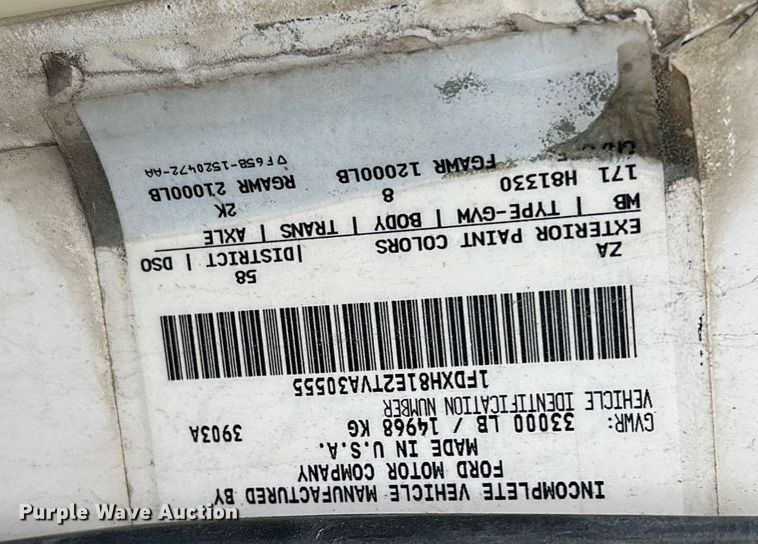 INCOMPLETE VEHICLE MANUFACTURED BY
FORD MOTOR COMPANY
MADE IN U.S.A.
GVWR: 33000 LB / 14968 KG 3903A
VEHICLE IDENTIFICATION NUMBER
1FDXH81E2TVA30555
58
ZA |DISTRICT | DSO
EXTERIOR PAINT COLORS
WB | TYPE-GVW | BODY | TRANS | AXLE
171 H81330 8 2K
FGAWR 12000LB RGAWR 21000LB
▽F65B-1520472-AA
Purple Wave Auction